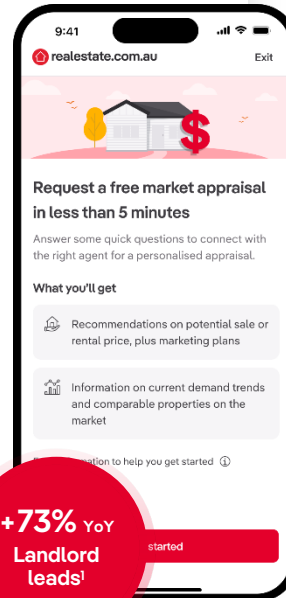 9:41
realestate.com.au
Exit
$
Request a free market appraisal
in less than 5 minutes
Answer some quick questions to connect with
the right agent for a personalised appraisal.
What you'll get
Recommendations on potential sale or
rental price, plus marketing plans
Information on current demand trends
and comparable properties on the
market
to help you get started
started
+73% YoY
Landlord
leads¹